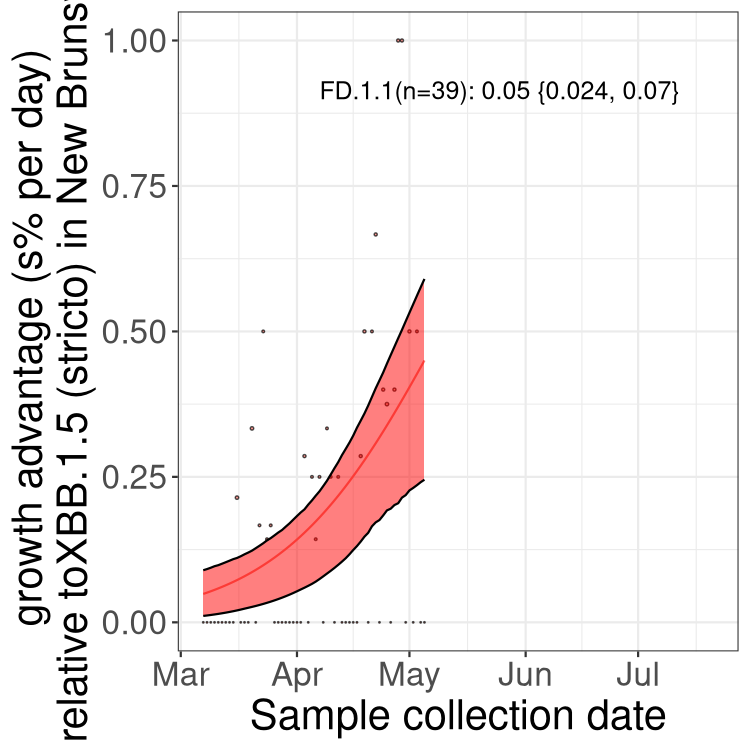 growth advantage (s% per day)
relative toXBB.1.5 (stricto) in New Bruns
1.00
0.75
0.50
0.25
0.00
FD.1.1(n=39): 0.05 {0.024, 0.07}
Mar Apr May Jun Jul
Sample collection date